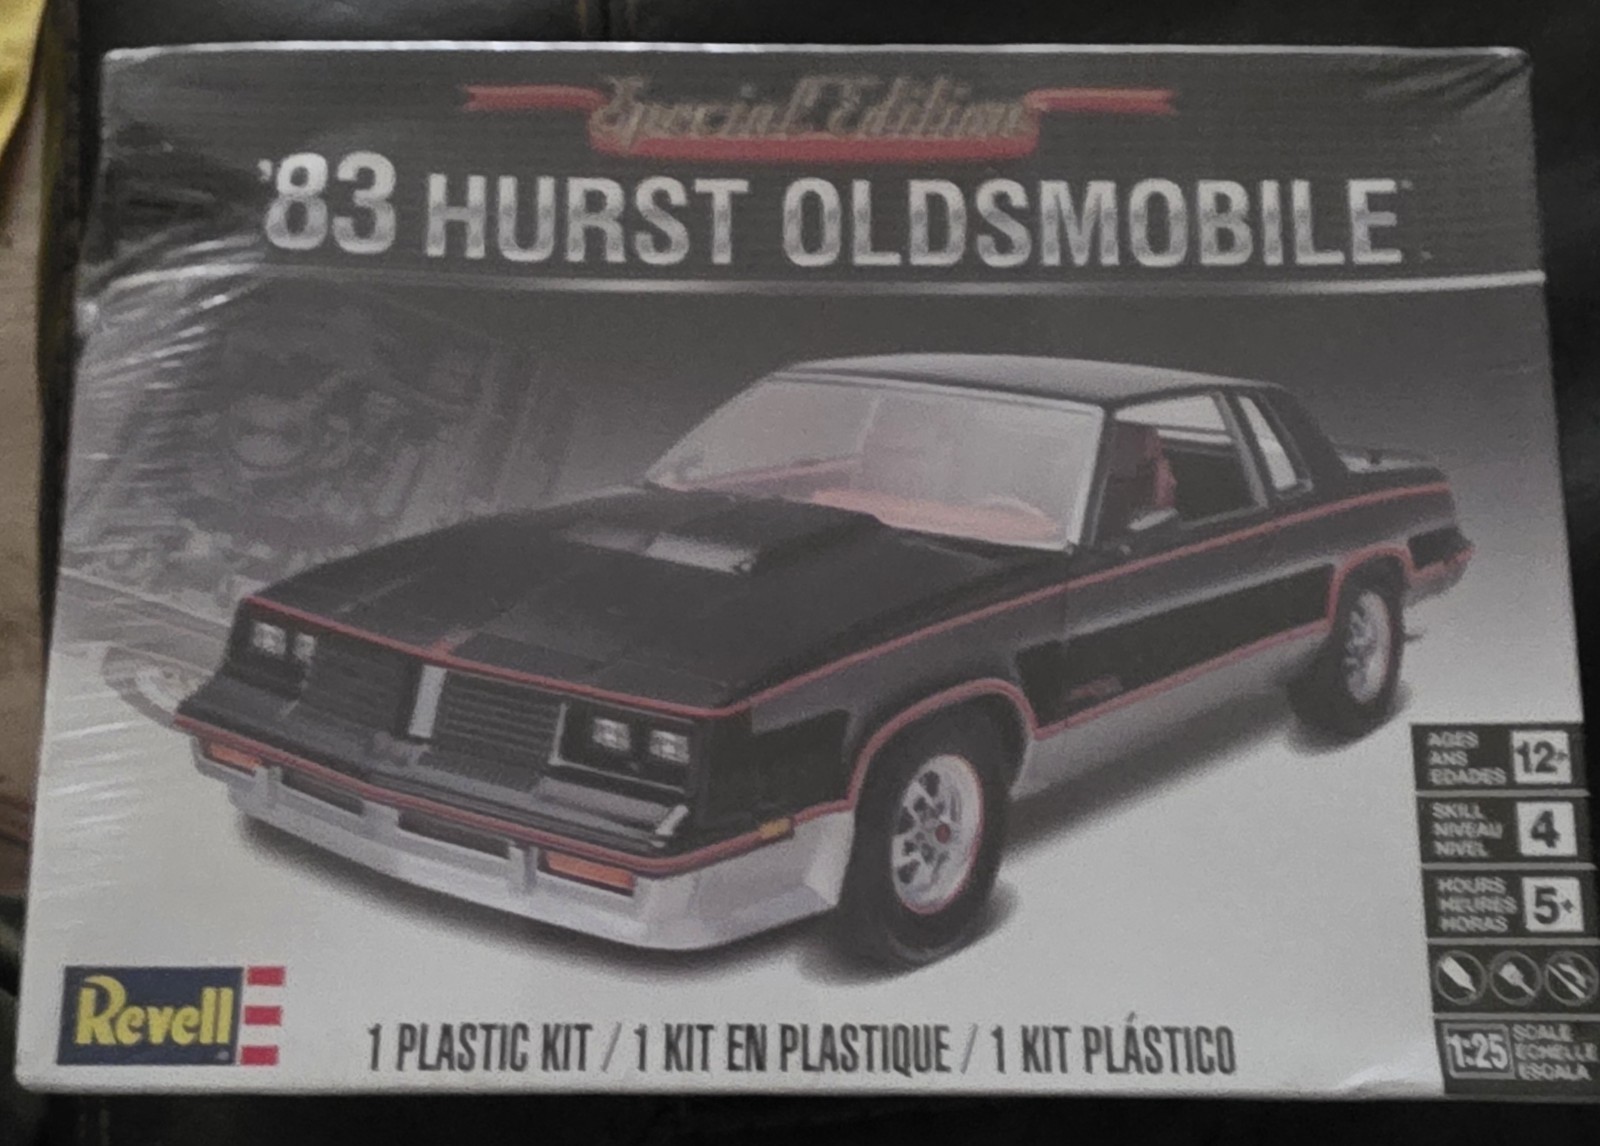 Special Edition
'83 HURST OLDSMOBILE
AGES
ANS
EDADES
12+
SKILL
NIVEAU
NIVEL
4
HOURS
HEURES
HORAS
5+
Revell
1 PLASTIC KIT / 1 KIT EN PLASTIQUE / 1 KIT PLÁSTICO
1:25
SCALE
ÉCHELLE
ESCALA